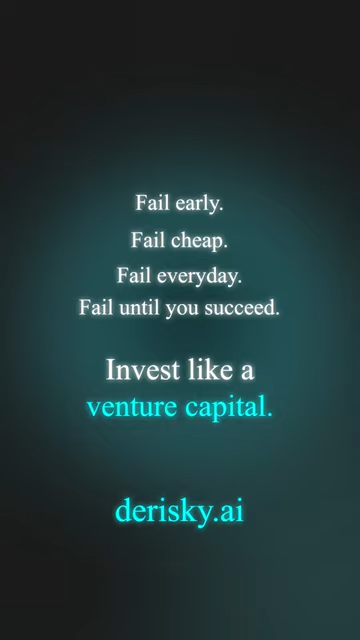 Fail early.
Fail cheap.
Fail everyday.
Fail until you succeed.
Invest like a
venture capital.
derisky.ai